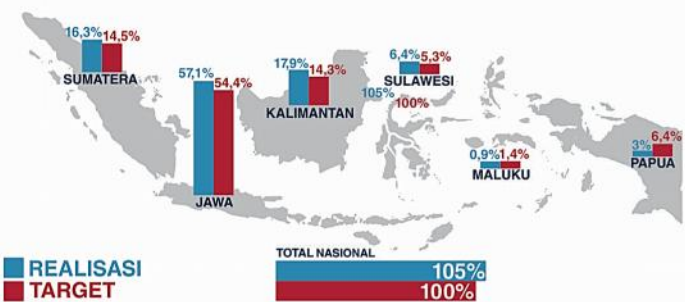 16,3% 14,5%
SUMATERA
57,1% 54,4%
JAWA
17,9% 14,3%
KALIMANTAN
6,4% 5,3%
SULAWESI
105% 100%
0,9% 1,4%
MALUKU
3% 6,4%
PAPUA
REALISASI
TARGET
TOTAL NASIONAL
105%
100%